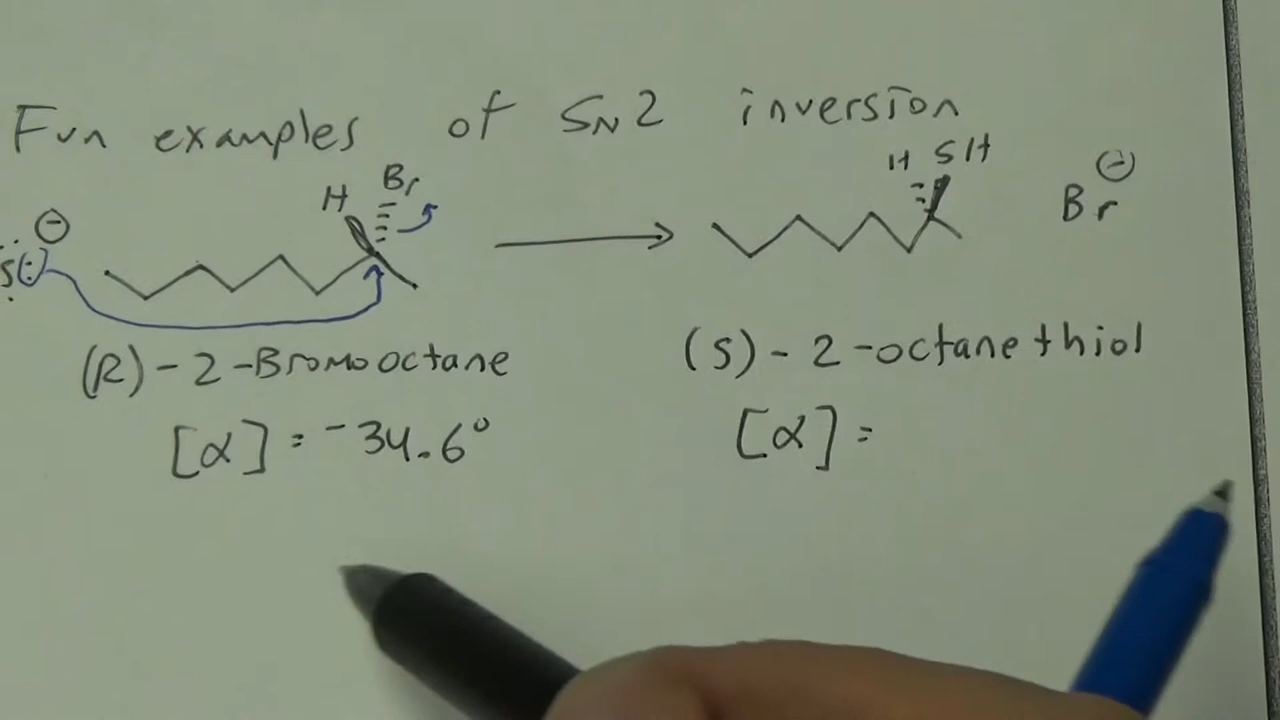 Fun examples of SN2 inversion
H Br H SH
S: ⊖ Br ⊖
(R)-2-Bromooctane (S)-2-octanethiol
[α] = -34.6° [α] =